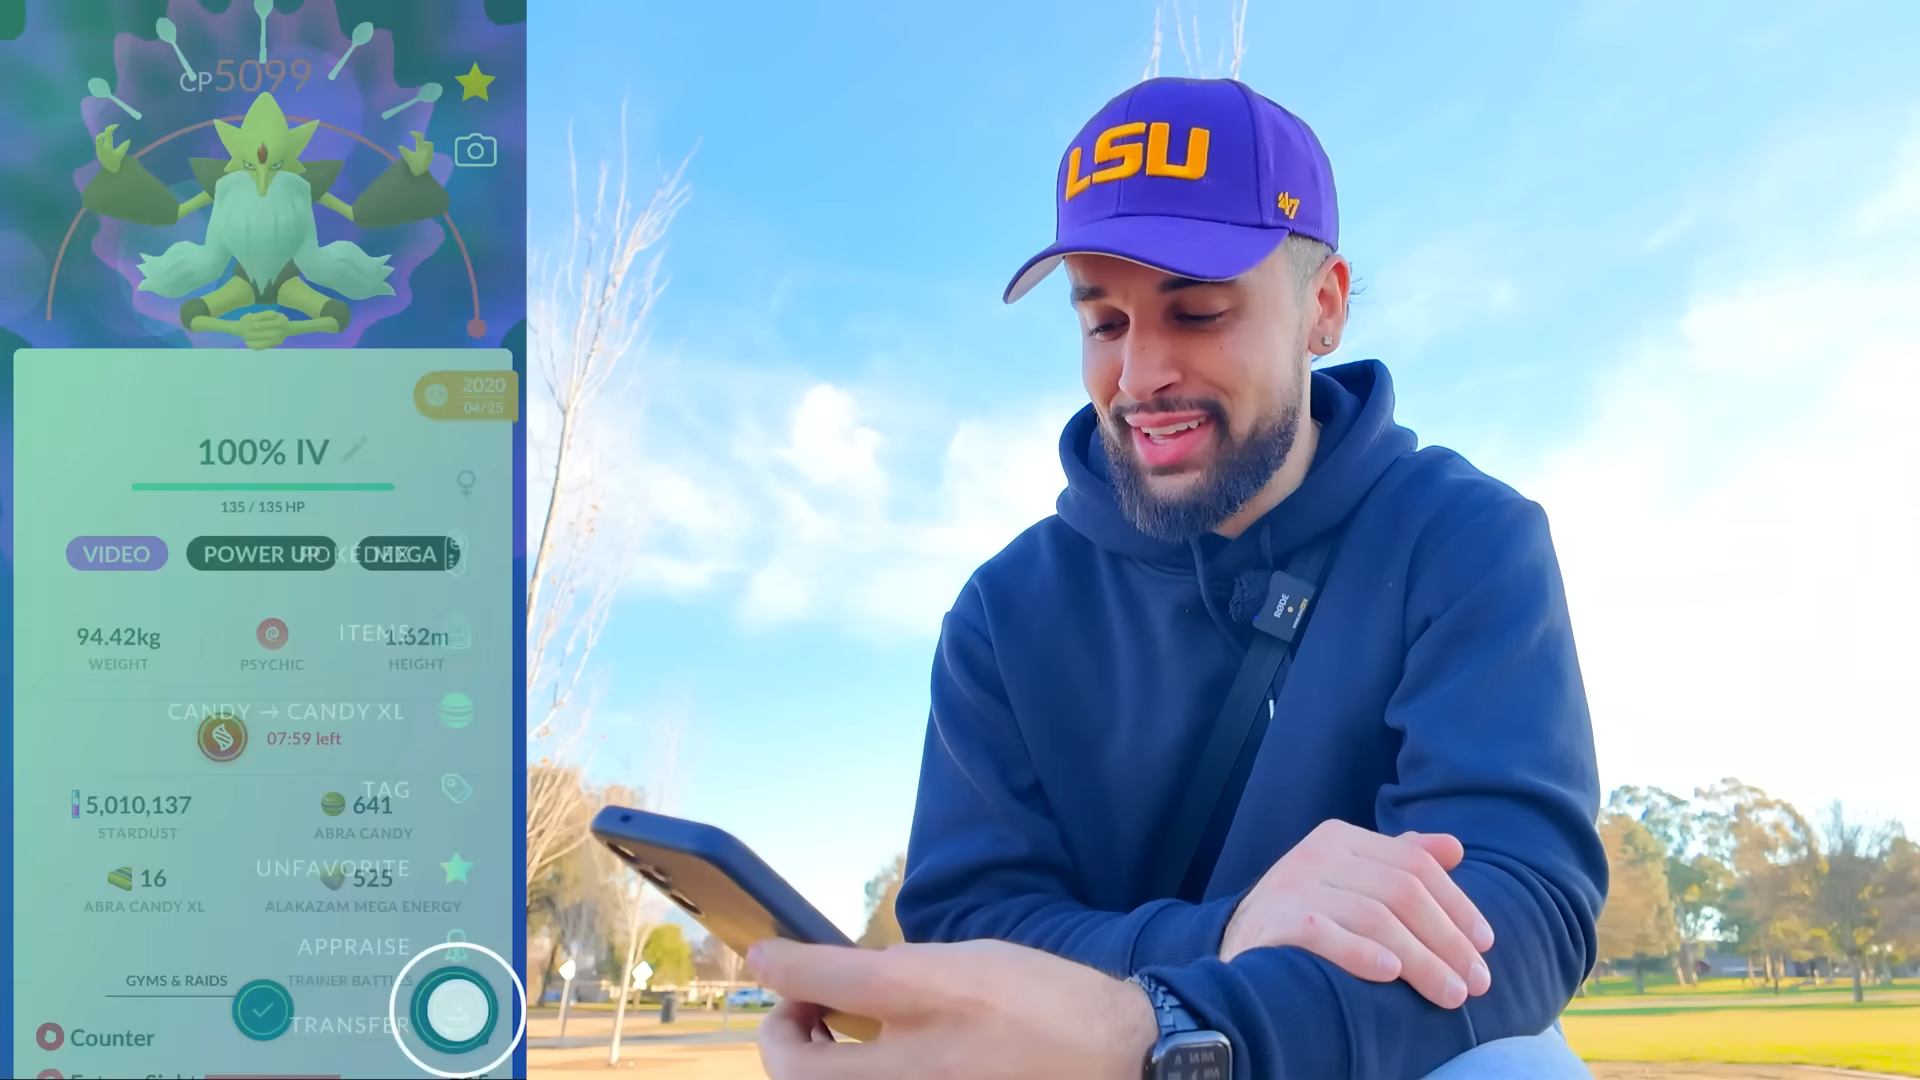 CP5099
2020
04/25
100% IV
135 / 135 HP
VIDEO
POWER UP
MEGA
POKÉDEX
94.42kg
WEIGHT
PSYCHIC
ITEMS
1.62m
HEIGHT
CANDY → CANDY XL
07:59 left
TAG
5,010,137
STARDUST
641
ABRA CANDY
UNFAVORITE
16
ABRA CANDY XL
525
ALAKAZAM MEGA ENERGY
APPRAISE
GYMS & RAIDS
TRAINER BATTLES
TRANSFER
Counter
LSU
47
RØDE